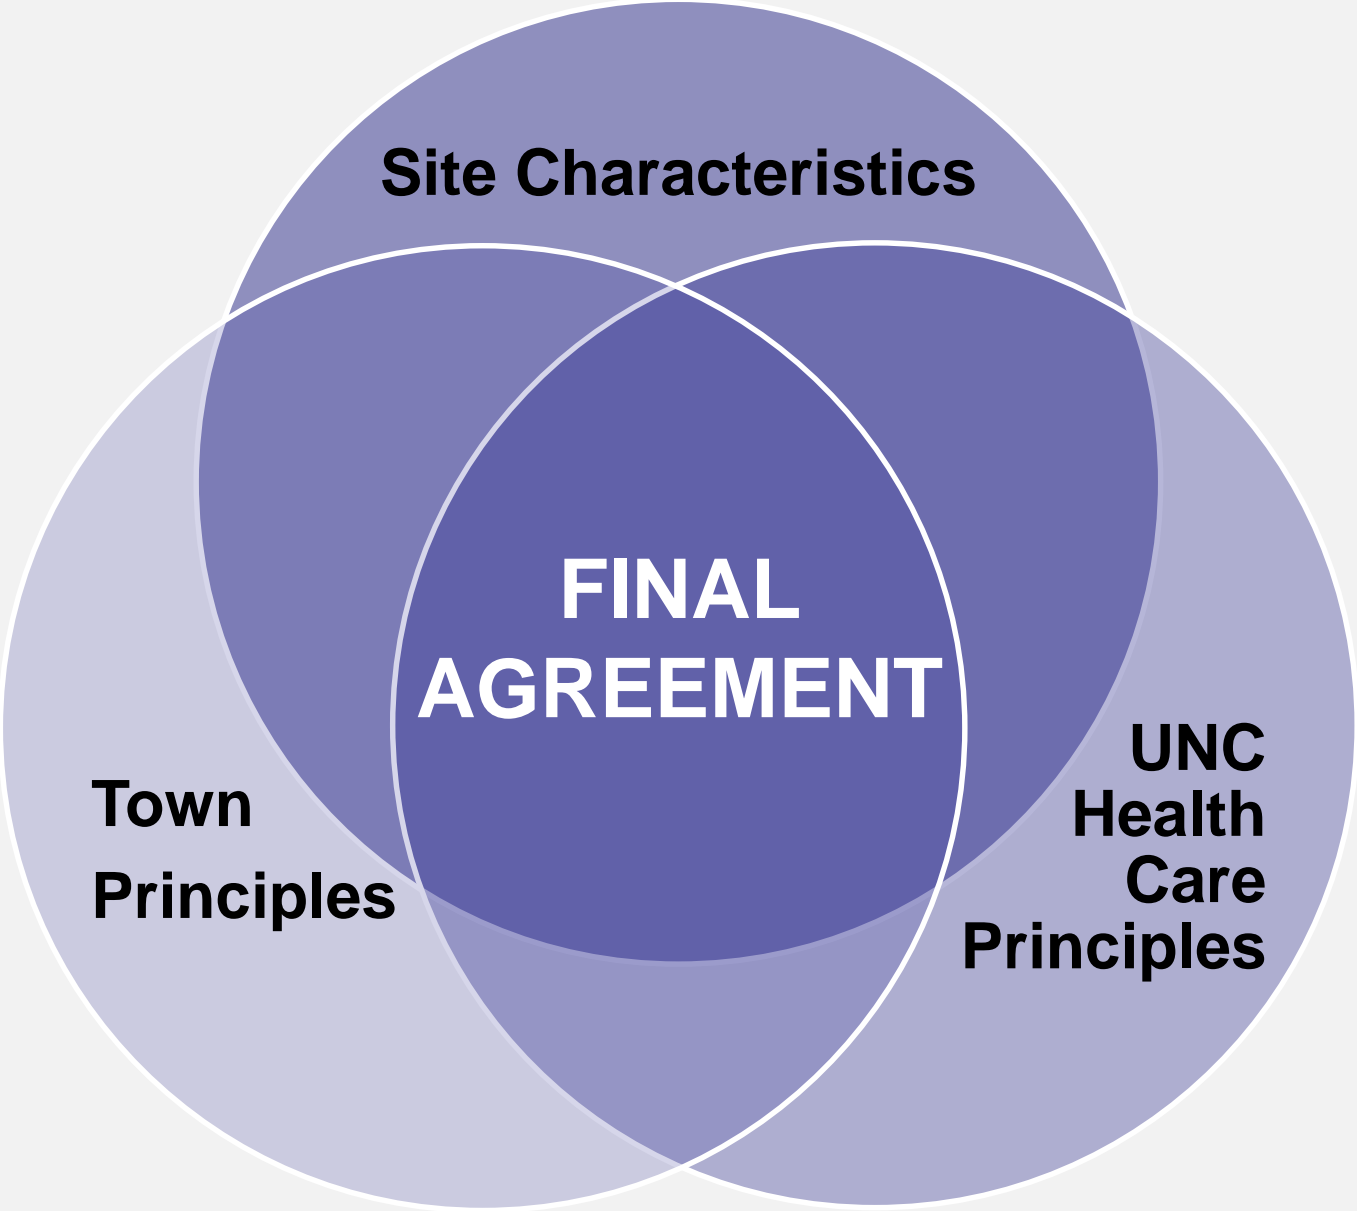 Site Characteristics
FINAL
AGREEMENT
Town
Principles
UNC
Health
Care
Principles